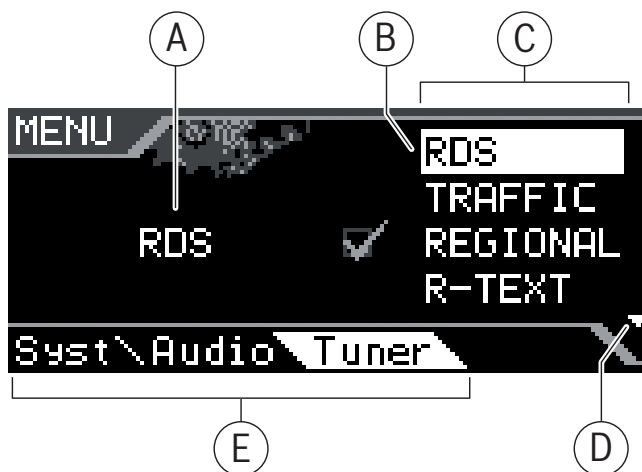 A
B
C
MENU
RDS
TRAFFIC
RDS
REGIONAL
R-TEXT
Syst\Audio Tuner
E
D